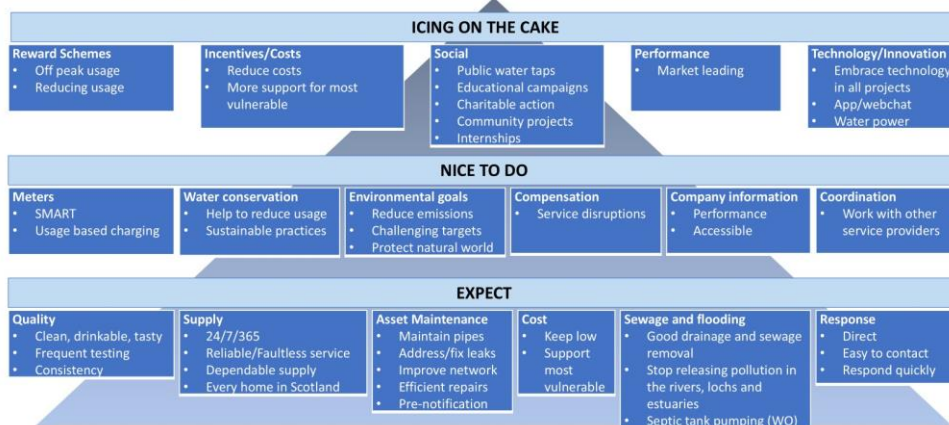 ICING ON THE CAKE
Reward Schemes
• Off peak usage
• Reducing usage
Incentives/Costs
• Reduce costs
• More support for most
vulnerable
Social
• Public water taps
• Educational campaigns
• Charitable action
• Community projects
• Internships
Performance
• Market leading
Technology/Innovation
• Embrace technology
in all projects
• App/webchat
• Water power
NICE TO DO
Meters
• SMART
• Usage based charging
Water conservation
• Help to reduce usage
• Sustainable practices
Environmental goals
• Reduce emissions
• Challenging targets
• Protect natural world
Compensation
• Service disruptions
Company information
• Performance
• Accessible
Coordination
• Work with other
service providers
EXPECT
Quality
• Clean, drinkable, tasty
• Frequent testing
• Consistency
Supply
• 24/7/365
• Reliable/Faultless service
• Dependable supply
• Every home in Scotland
Asset Maintenance
• Maintain pipes
• Address/fix leaks
• Improve network
• Efficient repairs
• Pre-notification
Cost
• Keep low
• Support
most
vulnerable
Sewage and flooding
• Good drainage and sewage
removal
• Stop releasing pollution in
the rivers, lochs and
estuaries
• Septic tank pumping (WO)
Response
• Direct
• Easy to contact
• Respond quickly